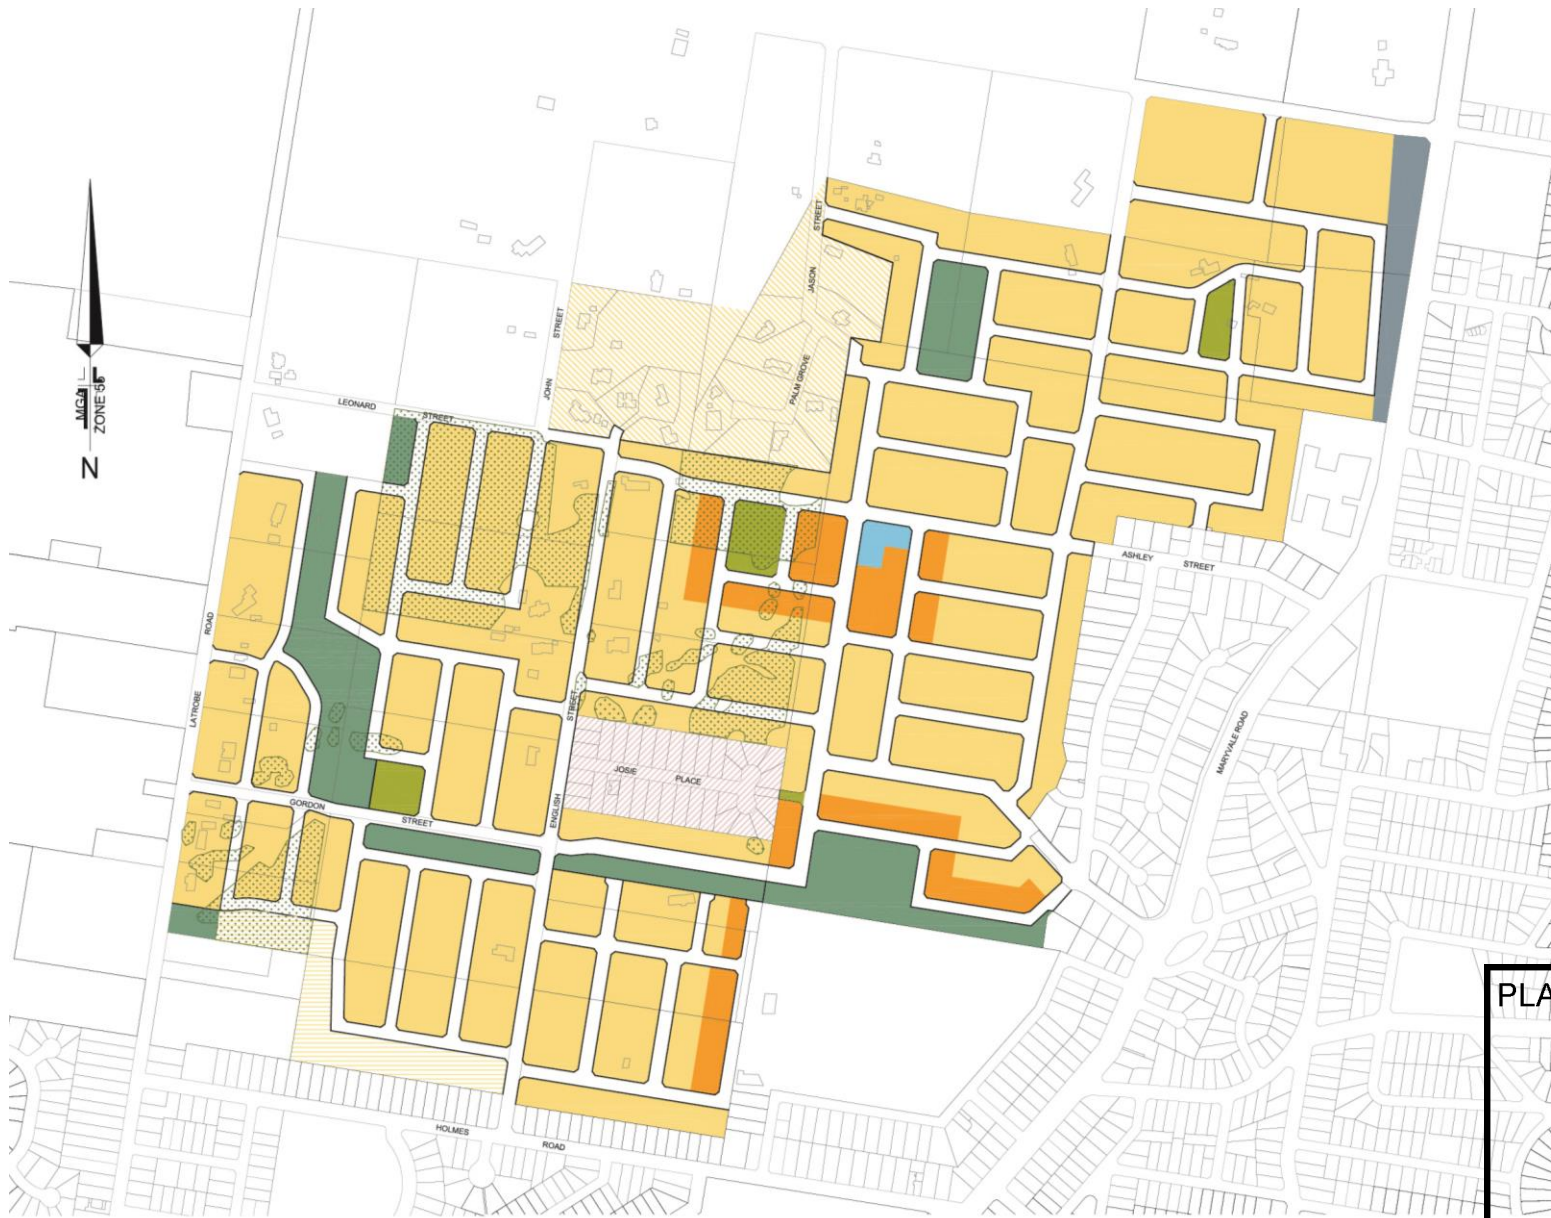 STREET
JASON
STREET
PALM GROVE
JOHN
LEONARD
STREET
MGA
ZONE 55
N
ASHLEY
STREET
ROAD
LATROBE
STREET
MARYVALE ROAD
JOSIE
PLACE
GORDON
STREET
ENGLISH
PLA
HOLMES
ROAD